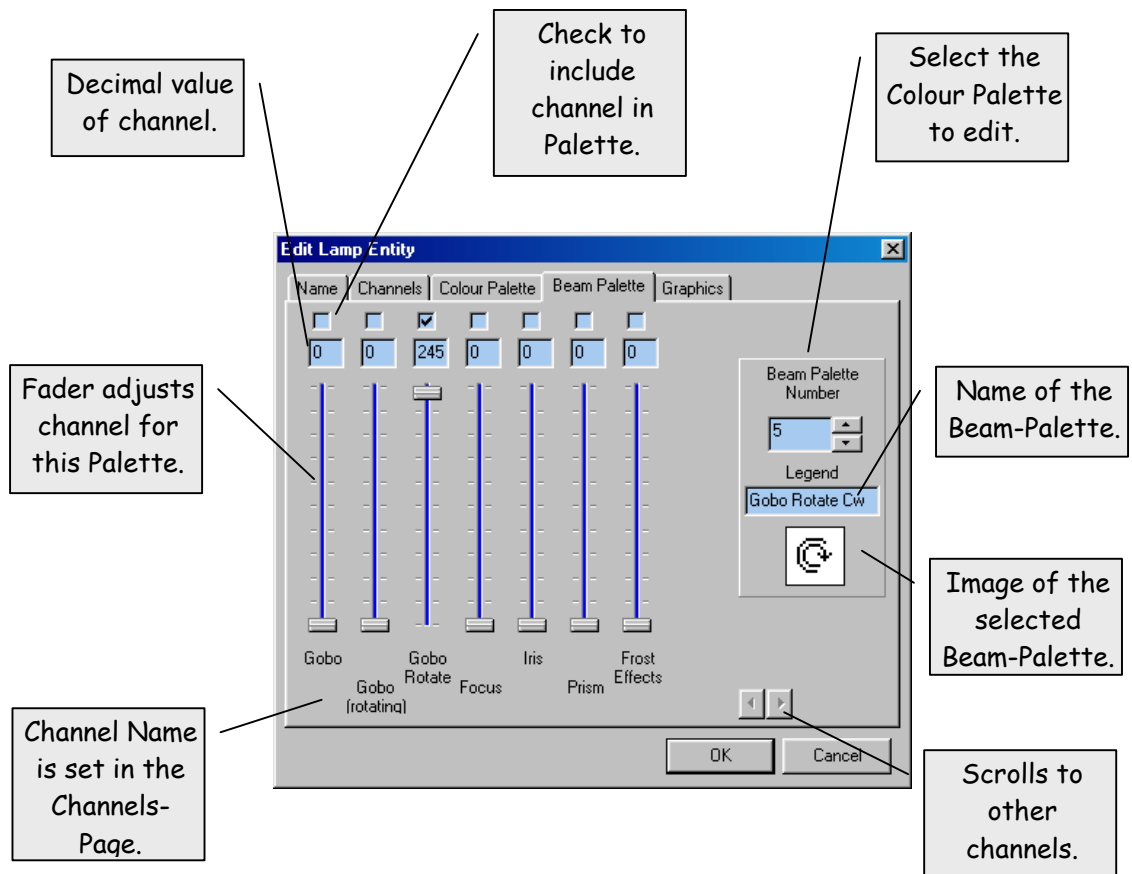 Decimal value
of channel.
Check to
include
channel in
Palette.
Select the
Colour Palette
to edit.
Edit Lamp Entity
Name
Channels
Colour Palette
Beam Palette
Graphics
0
0
245
0
0
0
0
Fader adjusts
channel for
this Palette.
Beam Palette
Number
5
Legend
Gobo Rotate Cw
Name of the
Beam-Palette.
Image of the
selected
Beam-Palette.
Gobo
Gobo
(rotating)
Gobo
Rotate
Focus
Iris
Prism
Frost
Effects
Channel Name
is set in the
Channels-
Page.
OK
Cancel
Scrolls to
other
channels.